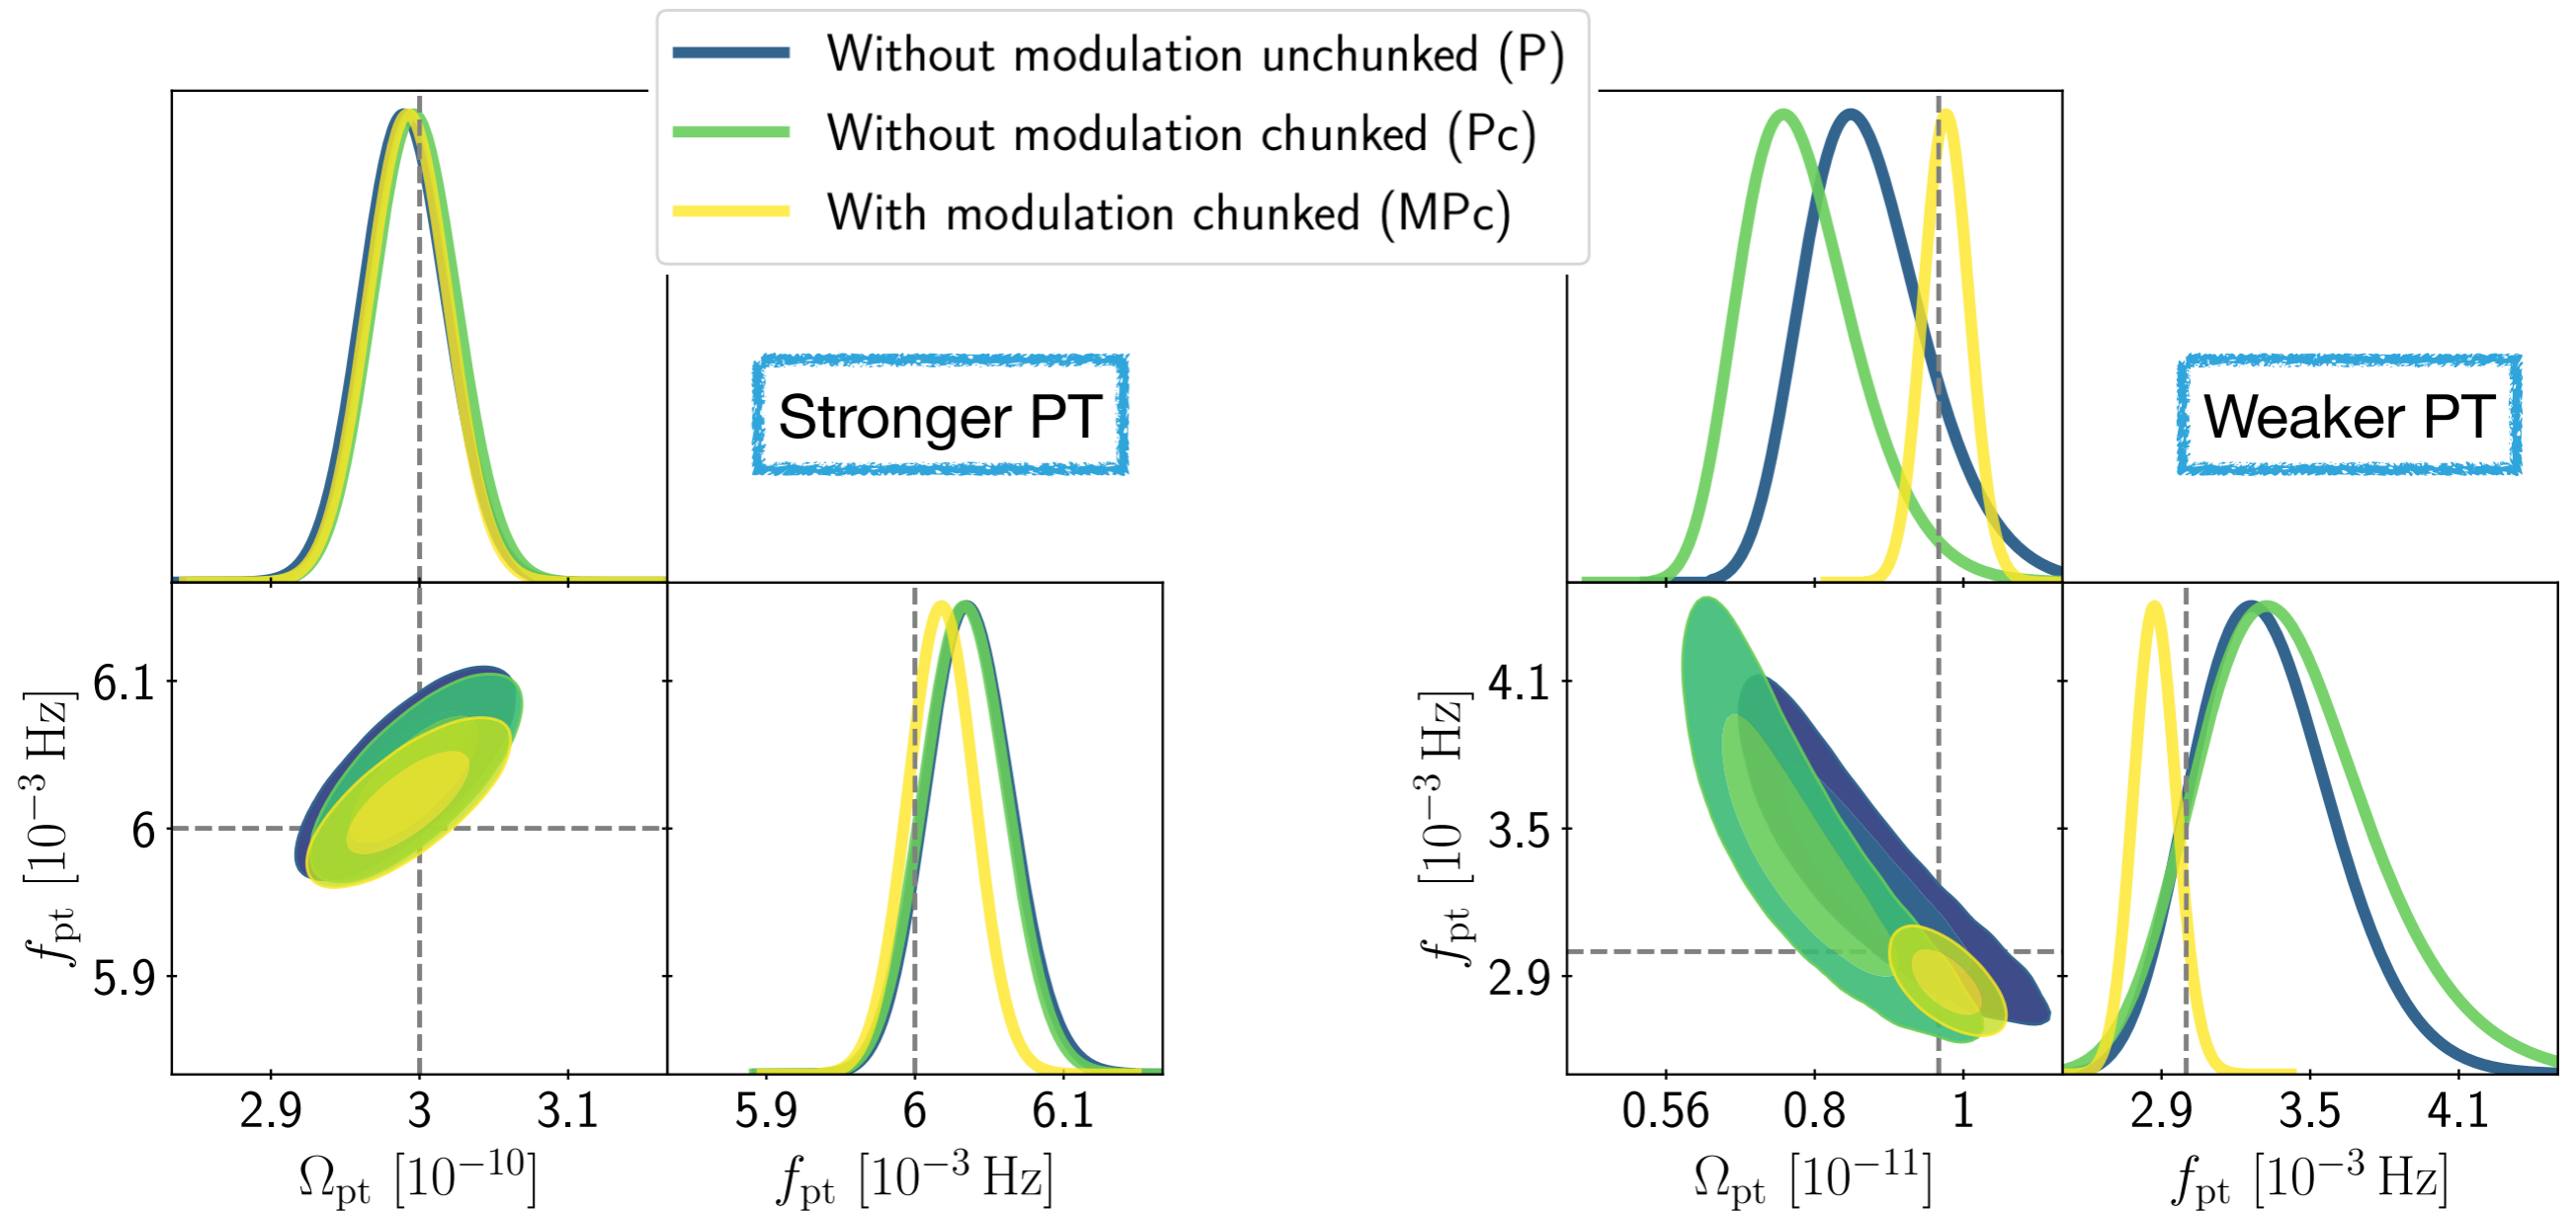 Without modulation unchunked (P)
Without modulation chunked (Pc)
With modulation chunked (MPc)
Stronger PT
Weaker PT
6.1
6
5.9
f_pt [10⁻³ Hz]
2.9 3 3.1
Ω_pt [10⁻¹⁰]
5.9 6 6.1
f_pt [10⁻³ Hz]
4.1
3.5
2.9
f_pt [10⁻³ Hz]
0.56 0.8 1
Ω_pt [10⁻¹¹]
2.9 3.5 4.1
f_pt [10⁻³ Hz]